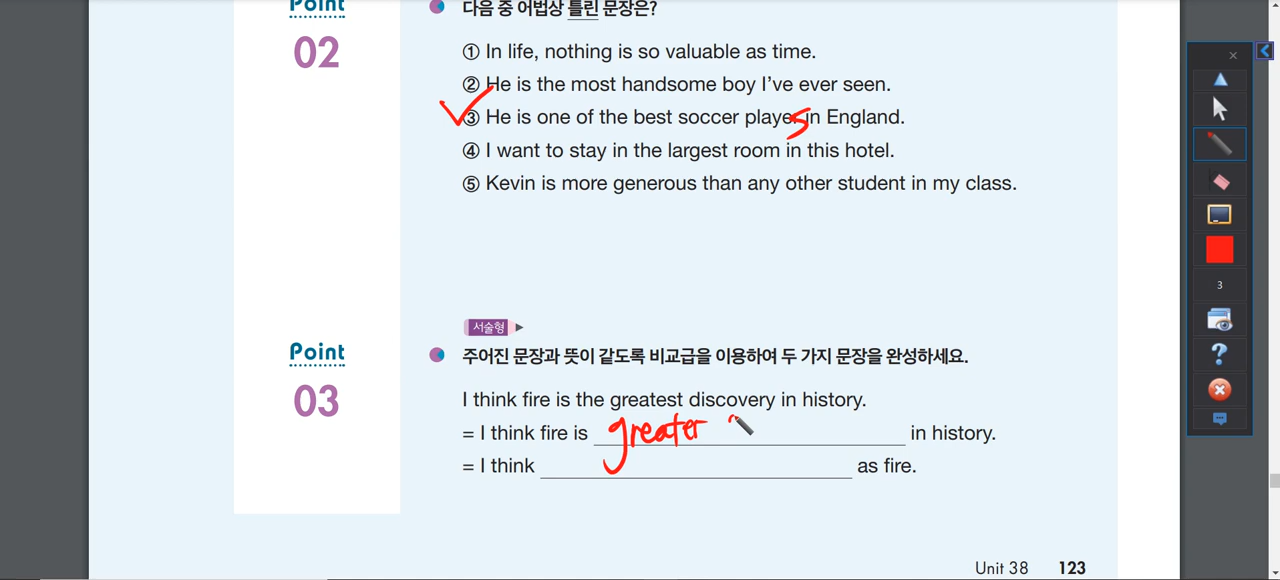 Point
02
다음 중 어법상 틀린 문장은?
① In life, nothing is so valuable as time.
② He is the most handsome boy I've ever seen.
③ He is one of the best soccer players in England.
④ I want to stay in the largest room in this hotel.
⑤ Kevin is more generous than any other student in my class.
서술형
Point
03
주어진 문장과 뜻이 같도록 비교급을 이용하여 두 가지 문장을 완성하세요.
I think fire is the greatest discovery in history.
= I think fire is greater in history.
= I think as fire.
Unit 38 123
3